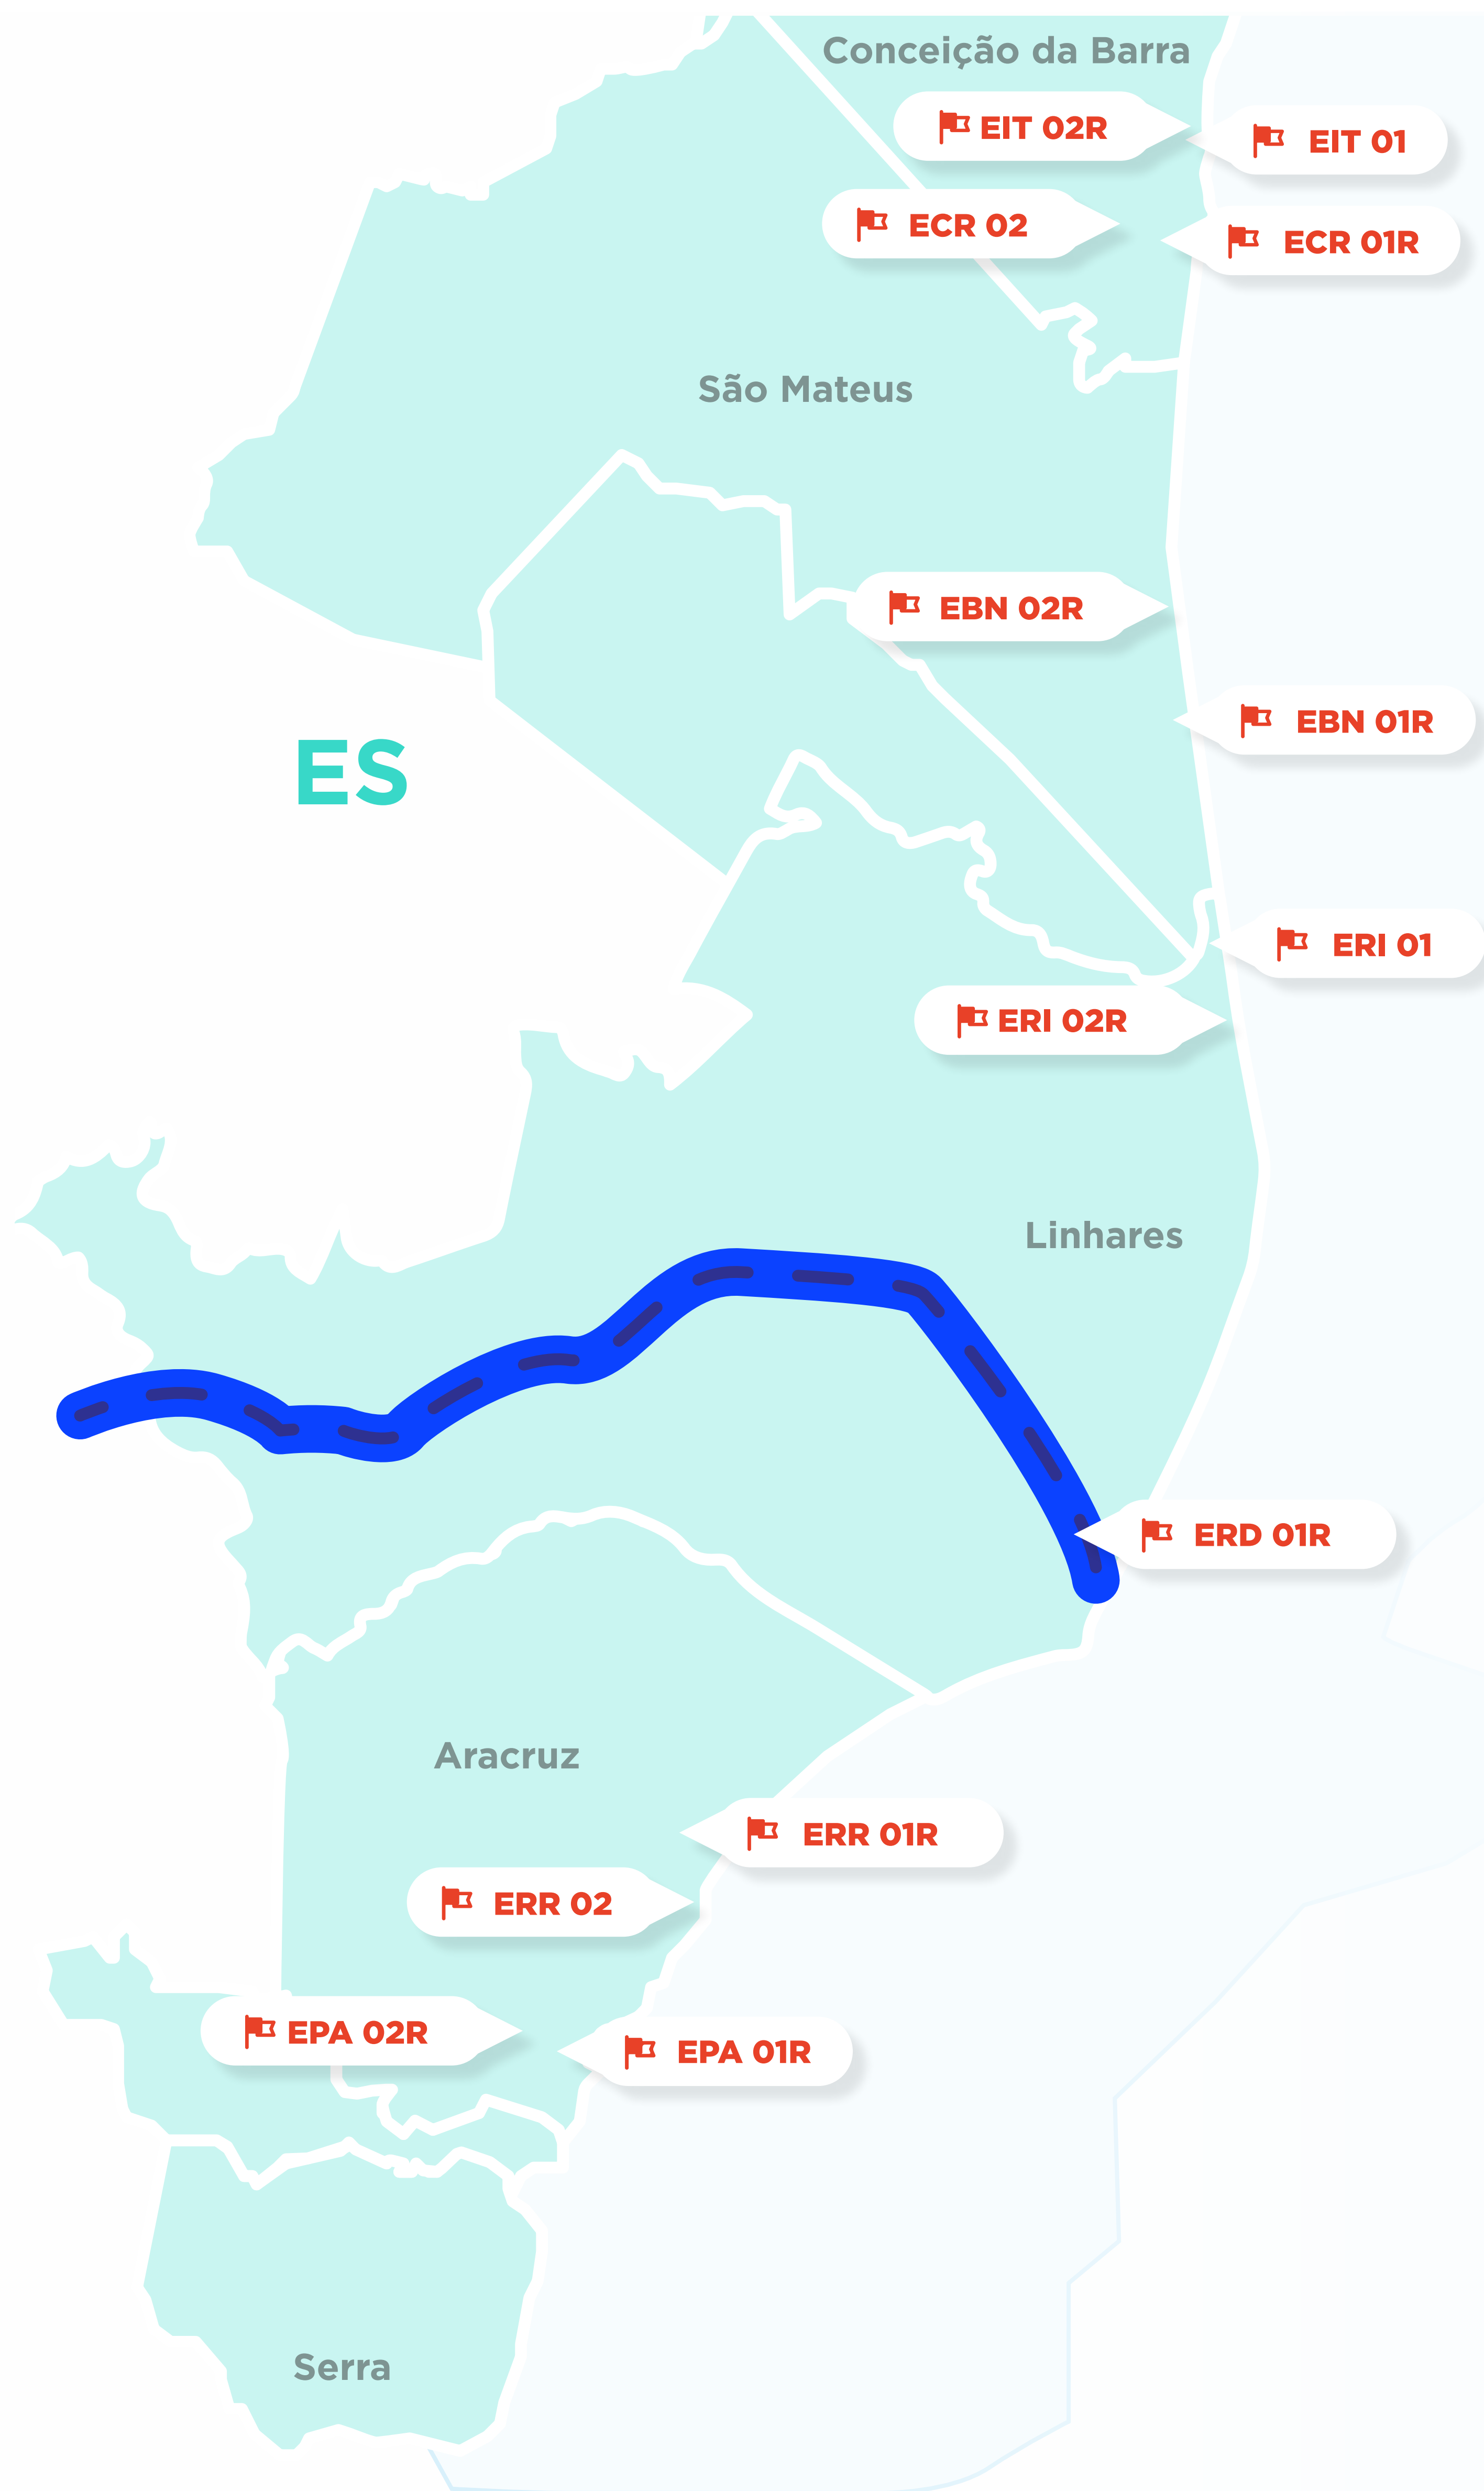 Conceição da Barra
EIT 02R
EIT 01
ECR 02
ECR 01R
São Mateus
EBN 02R
EBN 01R
ES
ERI 01
ERI 02R
Linhares
ERD 01R
Aracruz
ERR 01R
ERR 02
EPA 02R
EPA 01R
Serra